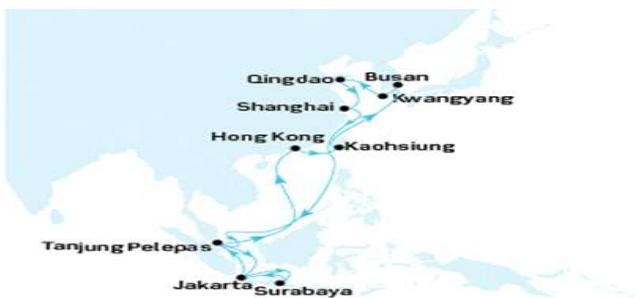 Qingdao
Busan
Kwangyang
Shanghai
Hong Kong
Kaohsiung
Tanjung Pelepas
Jakarta
Surabaya